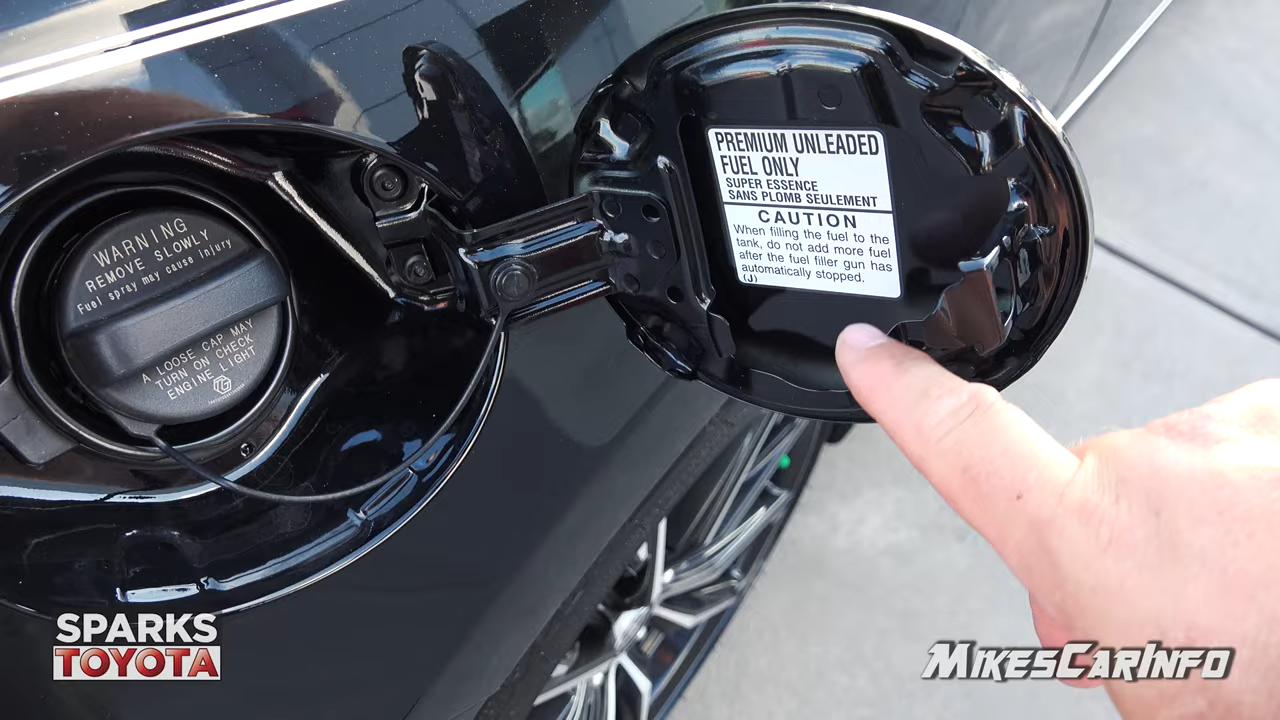 WARNING
REMOVE SLOWLY
Fuel spray may cause injury
A LOOSE CAP MAY
TURN ON CHECK
ENGINE LIGHT
PREMIUM UNLEADED
FUEL ONLY
SUPER ESSENCE
SANS PLOMB SEULEMENT
CAUTION
When filling the fuel to the
tank, do not add more fuel
after the fuel filler gun has
automatically stopped.
(J)
SPARKS
TOYOTA
MIKESCARINFO